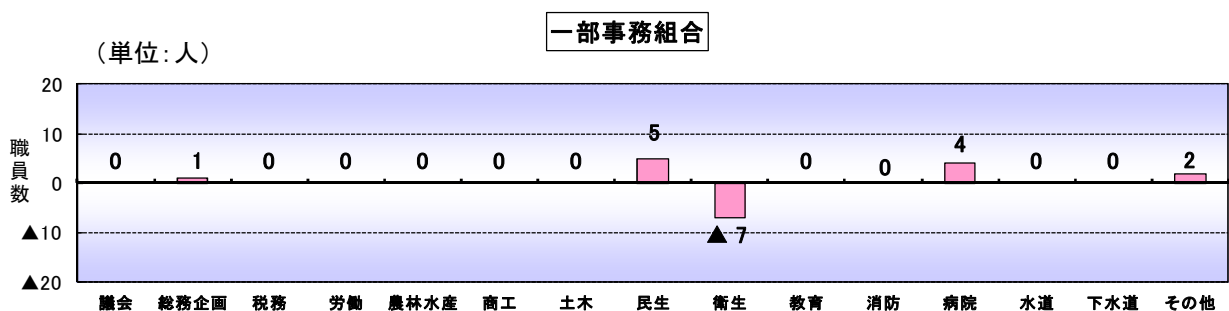 一部事務組合
（単位：人）
20
10
0
▲10
▲20
職員数
0 1 0 0 0 0 0 5 ▲ 7 0 0 4 0 0 2
議会 総務企画 税務 労働 農林水産 商工 土木 民生 衛生 教育 消防 病院 水道 下水道 その他